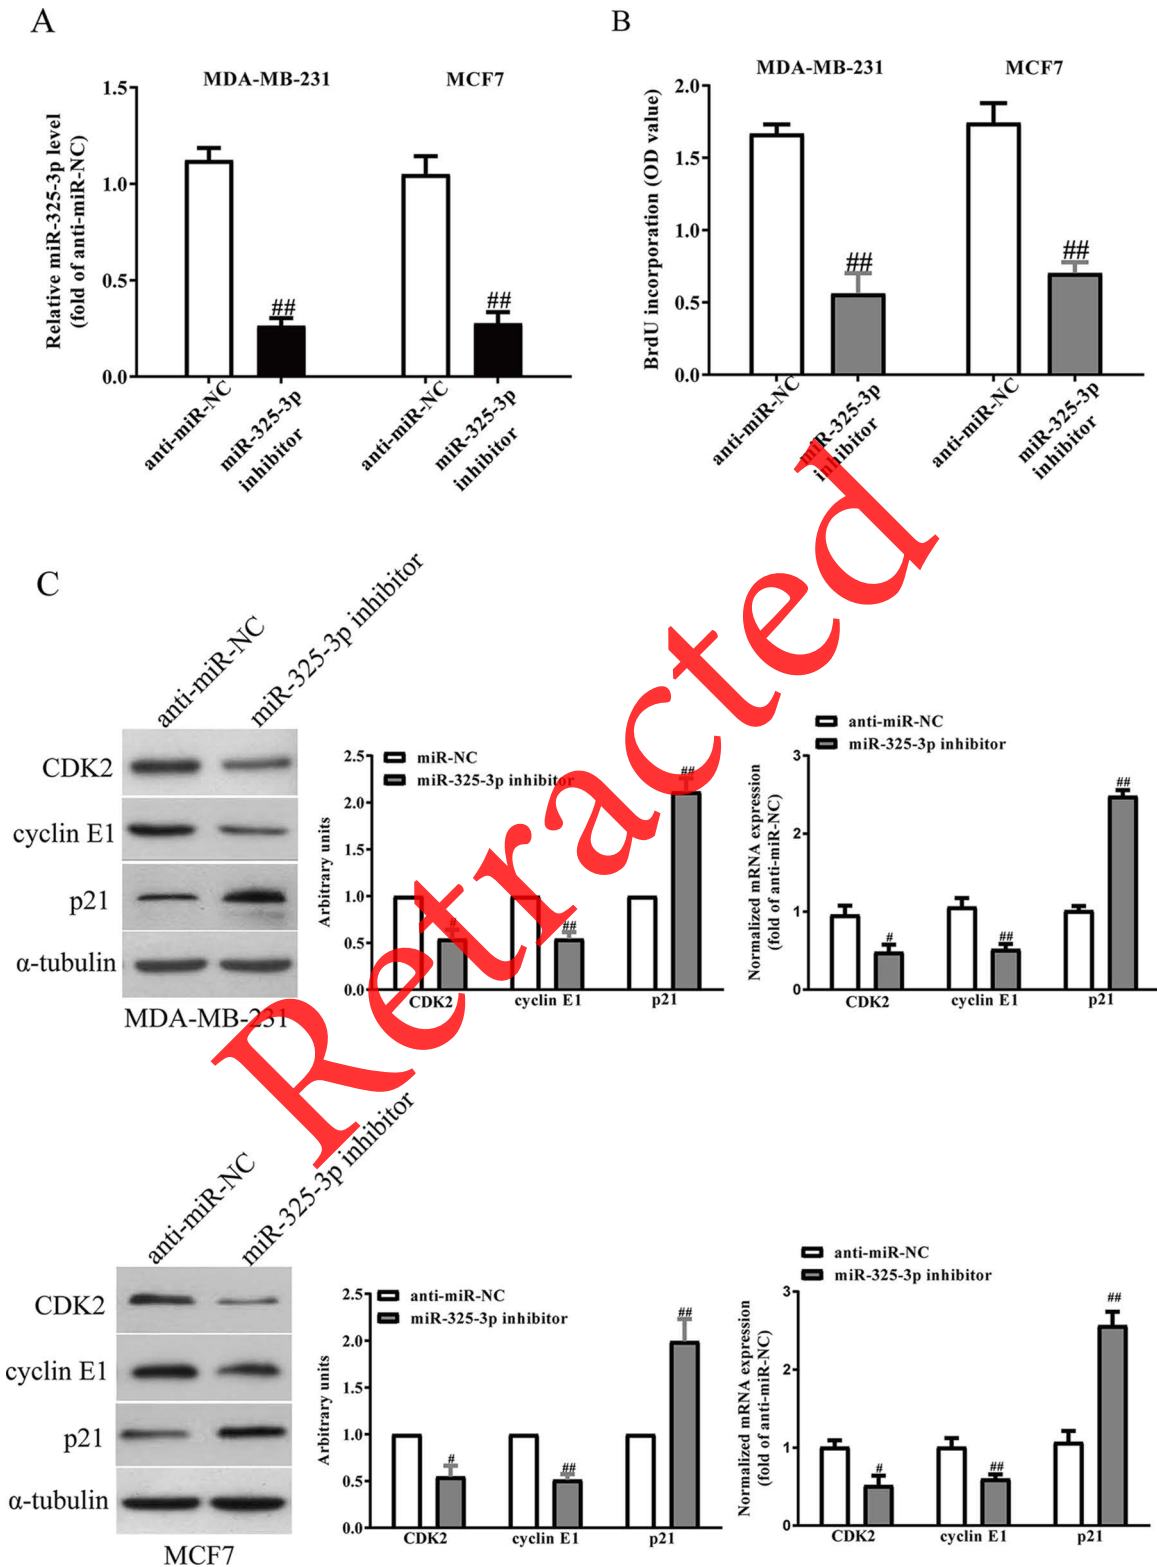 A
MDA-MB-231 MCF7
Relative miR-325-3p level
(fold of anti-miR-NC)
1.5
1.0
0.5
0.0
##
##
anti-miR-NC
miR-325-3p
inhibitor
anti-miR-NC
miR-325-3p
inhibitor
B
MDA-MB-231 MCF7
BrdU incorporation (OD value)
2.0
1.5
1.0
0.5
0.0
##
##
anti-miR-NC
miR-325-3p
inhibitor
anti-miR-NC
miR-325-3p
inhibitor
Retracted
C
anti-miR-NC
miR-325-3p inhibitor
CDK2
cyclin E1
p21
α-tubulin
MDA-MB-231
miR-NC
miR-325-3p inhibitor
Arbitrary units
2.5
2.0
1.5
1.0
0.5
0.0
#
##
##
CDK2 cyclin E1 p21
anti-miR-NC
miR-325-3p inhibitor
Normalized mRNA expression
(fold of anti-miR-NC)
3
2
1
0
#
##
##
CDK2 cyclin E1 p21
anti-miR-NC
miR-325-3p inhibitor
CDK2
cyclin E1
p21
α-tubulin
MCF7
anti-miR-NC
miR-325-3p inhibitor
Arbitrary units
2.5
2.0
1.5
1.0
0.5
0.0
#
##
##
CDK2 cyclin E1 p21
anti-miR-NC
miR-325-3p inhibitor
Normalized mRNA expression
(fold of anti-miR-NC)
3
2
1
0
#
##
##
CDK2 cyclin E1 p21